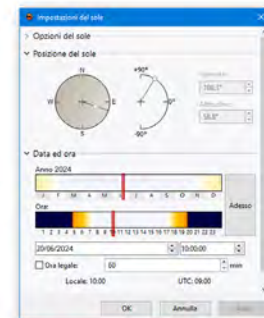 Impostazioni del sole
Opzioni del sole
Posizione del sole
N
W E
S
+90°
0°
-90°
Data ed ora
Anno 2024
J F M A M J J A S O N D
Ora:
1 2 3 4 5 6 7 8 9 10 11 12 13 14 15 16 17 18 19 20 21 22 23
Adesso
20/06/2024 10:00:00
Ora legale: 60 min
Locale: 10:00 UTC: 09:00
OK Annulla